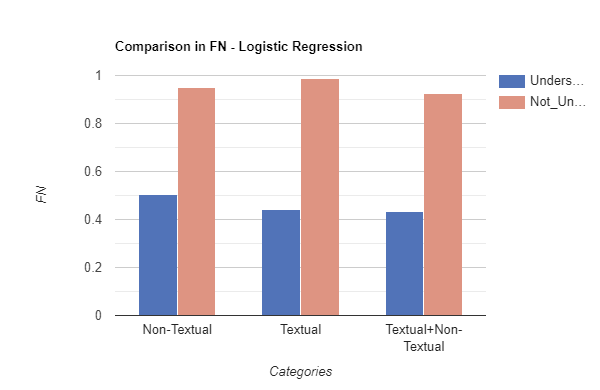 Comparison in FN - Logistic Regression
1
0.8
0.6
0.4
0.2
0
FN
Non-Textual
Textual
Textual+Non-
Textual
Categories
Unders…
Not_Un…